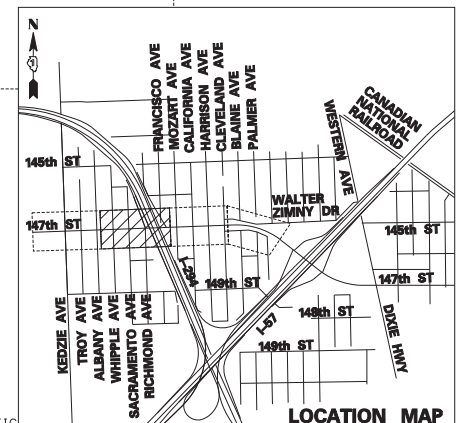 N
FRANCISCO AVE
MOZART AVE
CALIFORNIA AVE
HARRISON AVE
CLEVELAND AVE
BLAINE AVE
PALMER AVE
WESTERN AVE
CANADIAN
NATIONAL
RAILROAD
145th ST
WALTER
ZIMNY DR
147th ST
145th ST
I-294
149th ST
147th ST
KEDZIE AVE
TROY AVE
ALBANY AVE
WHIPPLE AVE
SACRAMENTO AVE
RICHMOND AVE
I-57
148th ST
DIXIE HWY
149th ST
LOCATION MAP